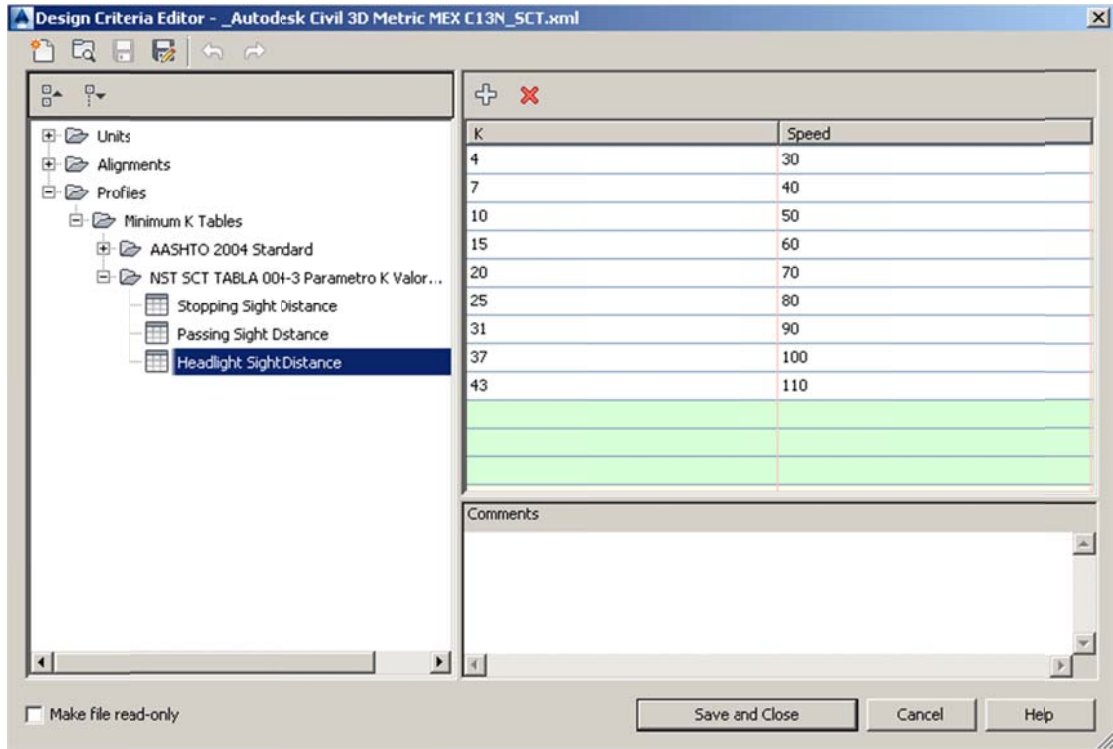 Design Criteria Editor - _Autodesk Civil 3D Metric MEX C13N_SCT.xml
Units
Alignments
Profiles
Minimum K Tables
AASHTO 2004 Standard
NST SCT TABLA 004-3 Parametro K Valor...
Stopping Sight Distance
Passing Sight Dstance
Headlight SightDistance
K Speed
4 30
7 40
10 50
15 60
20 70
25 80
31 90
37 100
43 110
Comments
Make file read-only
Save and Close
Cancel
Help